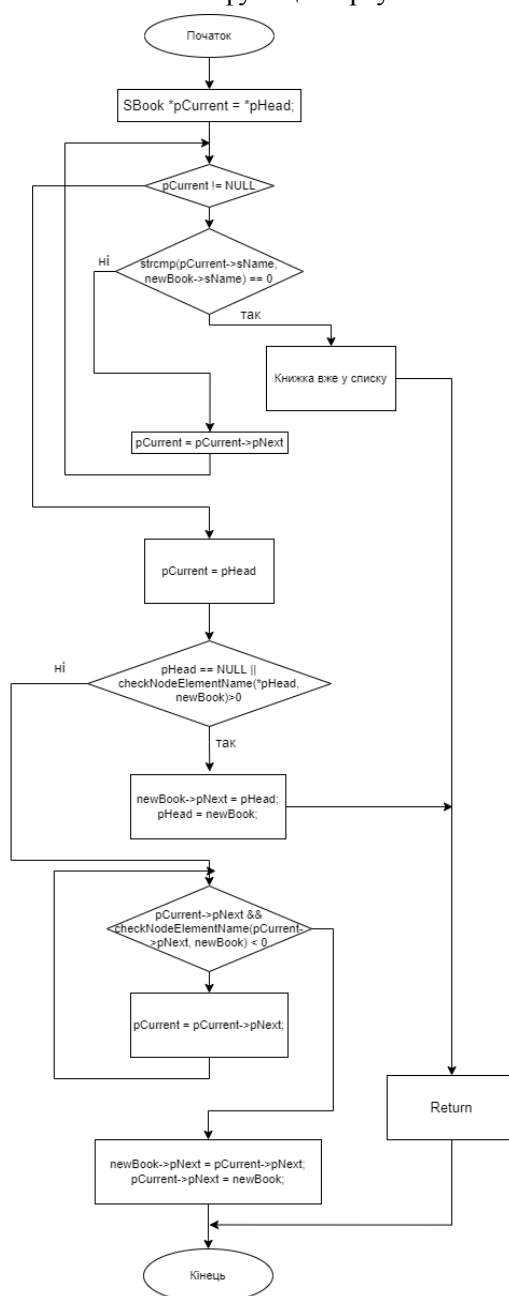 Початок
SBook *pCurrent = *pHead;
pCurrent != NULL
ні
strcmp(pCurrent->sName,
newBook->sName) == 0
так
Книжка вже у списку
pCurrent = pCurrent->pNext
pCurrent = pHead
ні
pHead == NULL ||
checkNodeElementName(*pHead,
newBook)>0
так
newBook->pNext = pHead;
pHead = newBook;
pCurrent->pNext &&
checkNodeElementName(pCurrent-
>pNext, newBook) < 0
pCurrent = pCurrent->pNext;
Return
newBook->pNext = pCurrent->pNext;
pCurrent->pNext = newBook;
Кінець